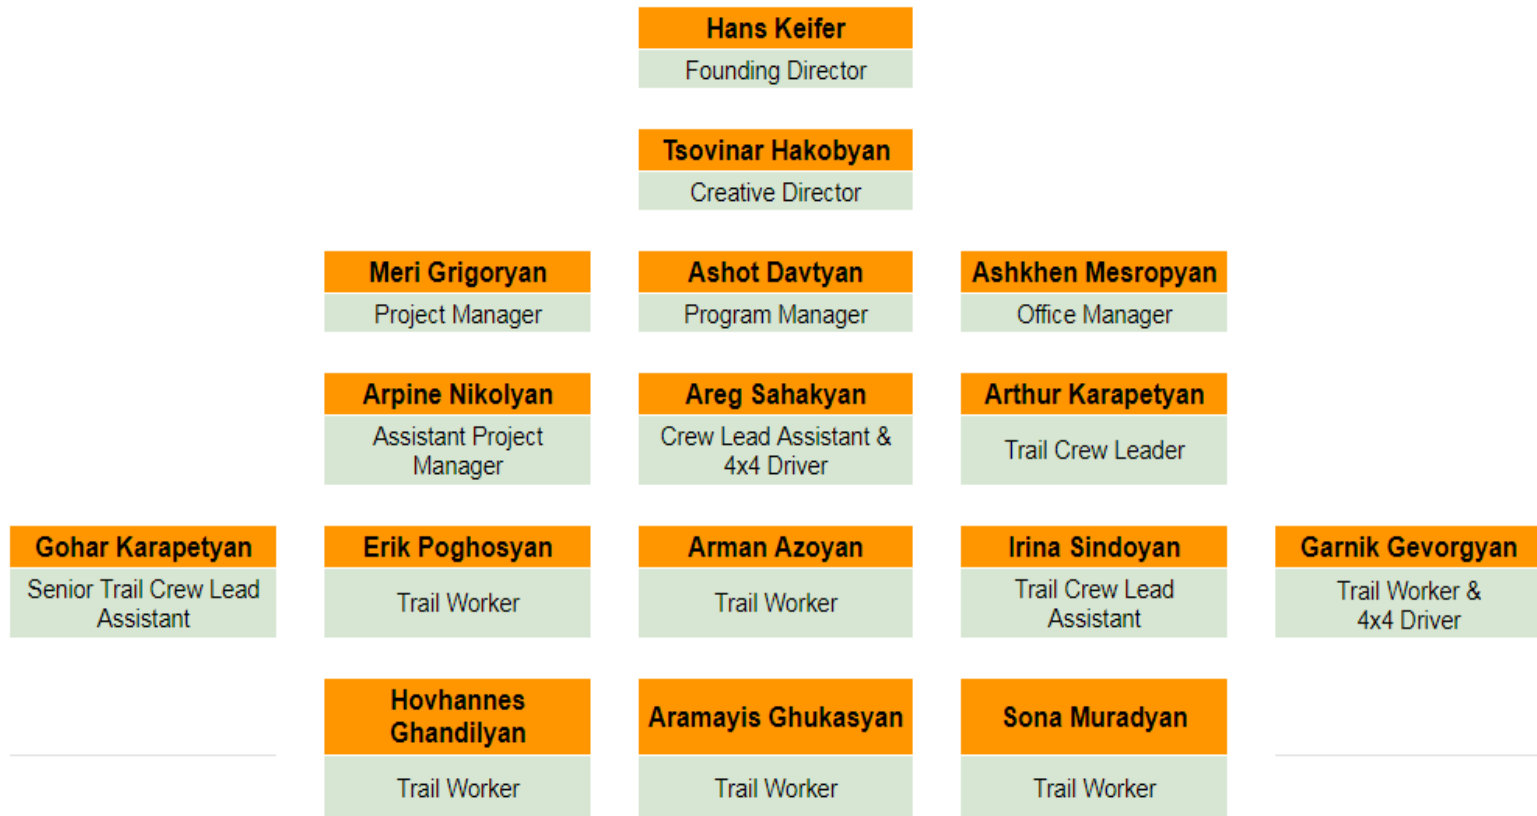 Hans Keifer
Founding Director
Tsovinar Hakobyan
Creative Director
Meri Grigoryan
Project Manager
Ashot Davtyan
Program Manager
Ashkhen Mesropyan
Office Manager
Arpine Nikolyan
Assistant Project
Manager
Areg Sahakyan
Crew Lead Assistant &
4x4 Driver
Arthur Karapetyan
Trail Crew Leader
Gohar Karapetyan
Senior Trail Crew Lead
Assistant
Erik Poghosyan
Trail Worker
Arman Azoyan
Trail Worker
Irina Sindoyan
Trail Crew Lead
Assistant
Garnik Gevorgyan
Trail Worker &
4x4 Driver
Hovhannes
Ghandilyan
Trail Worker
Aramayis Ghukasyan
Trail Worker
Sona Muradyan
Trail Worker